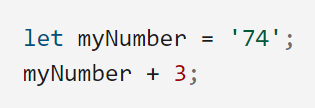 let myNumber = '74';
myNumber + 3;